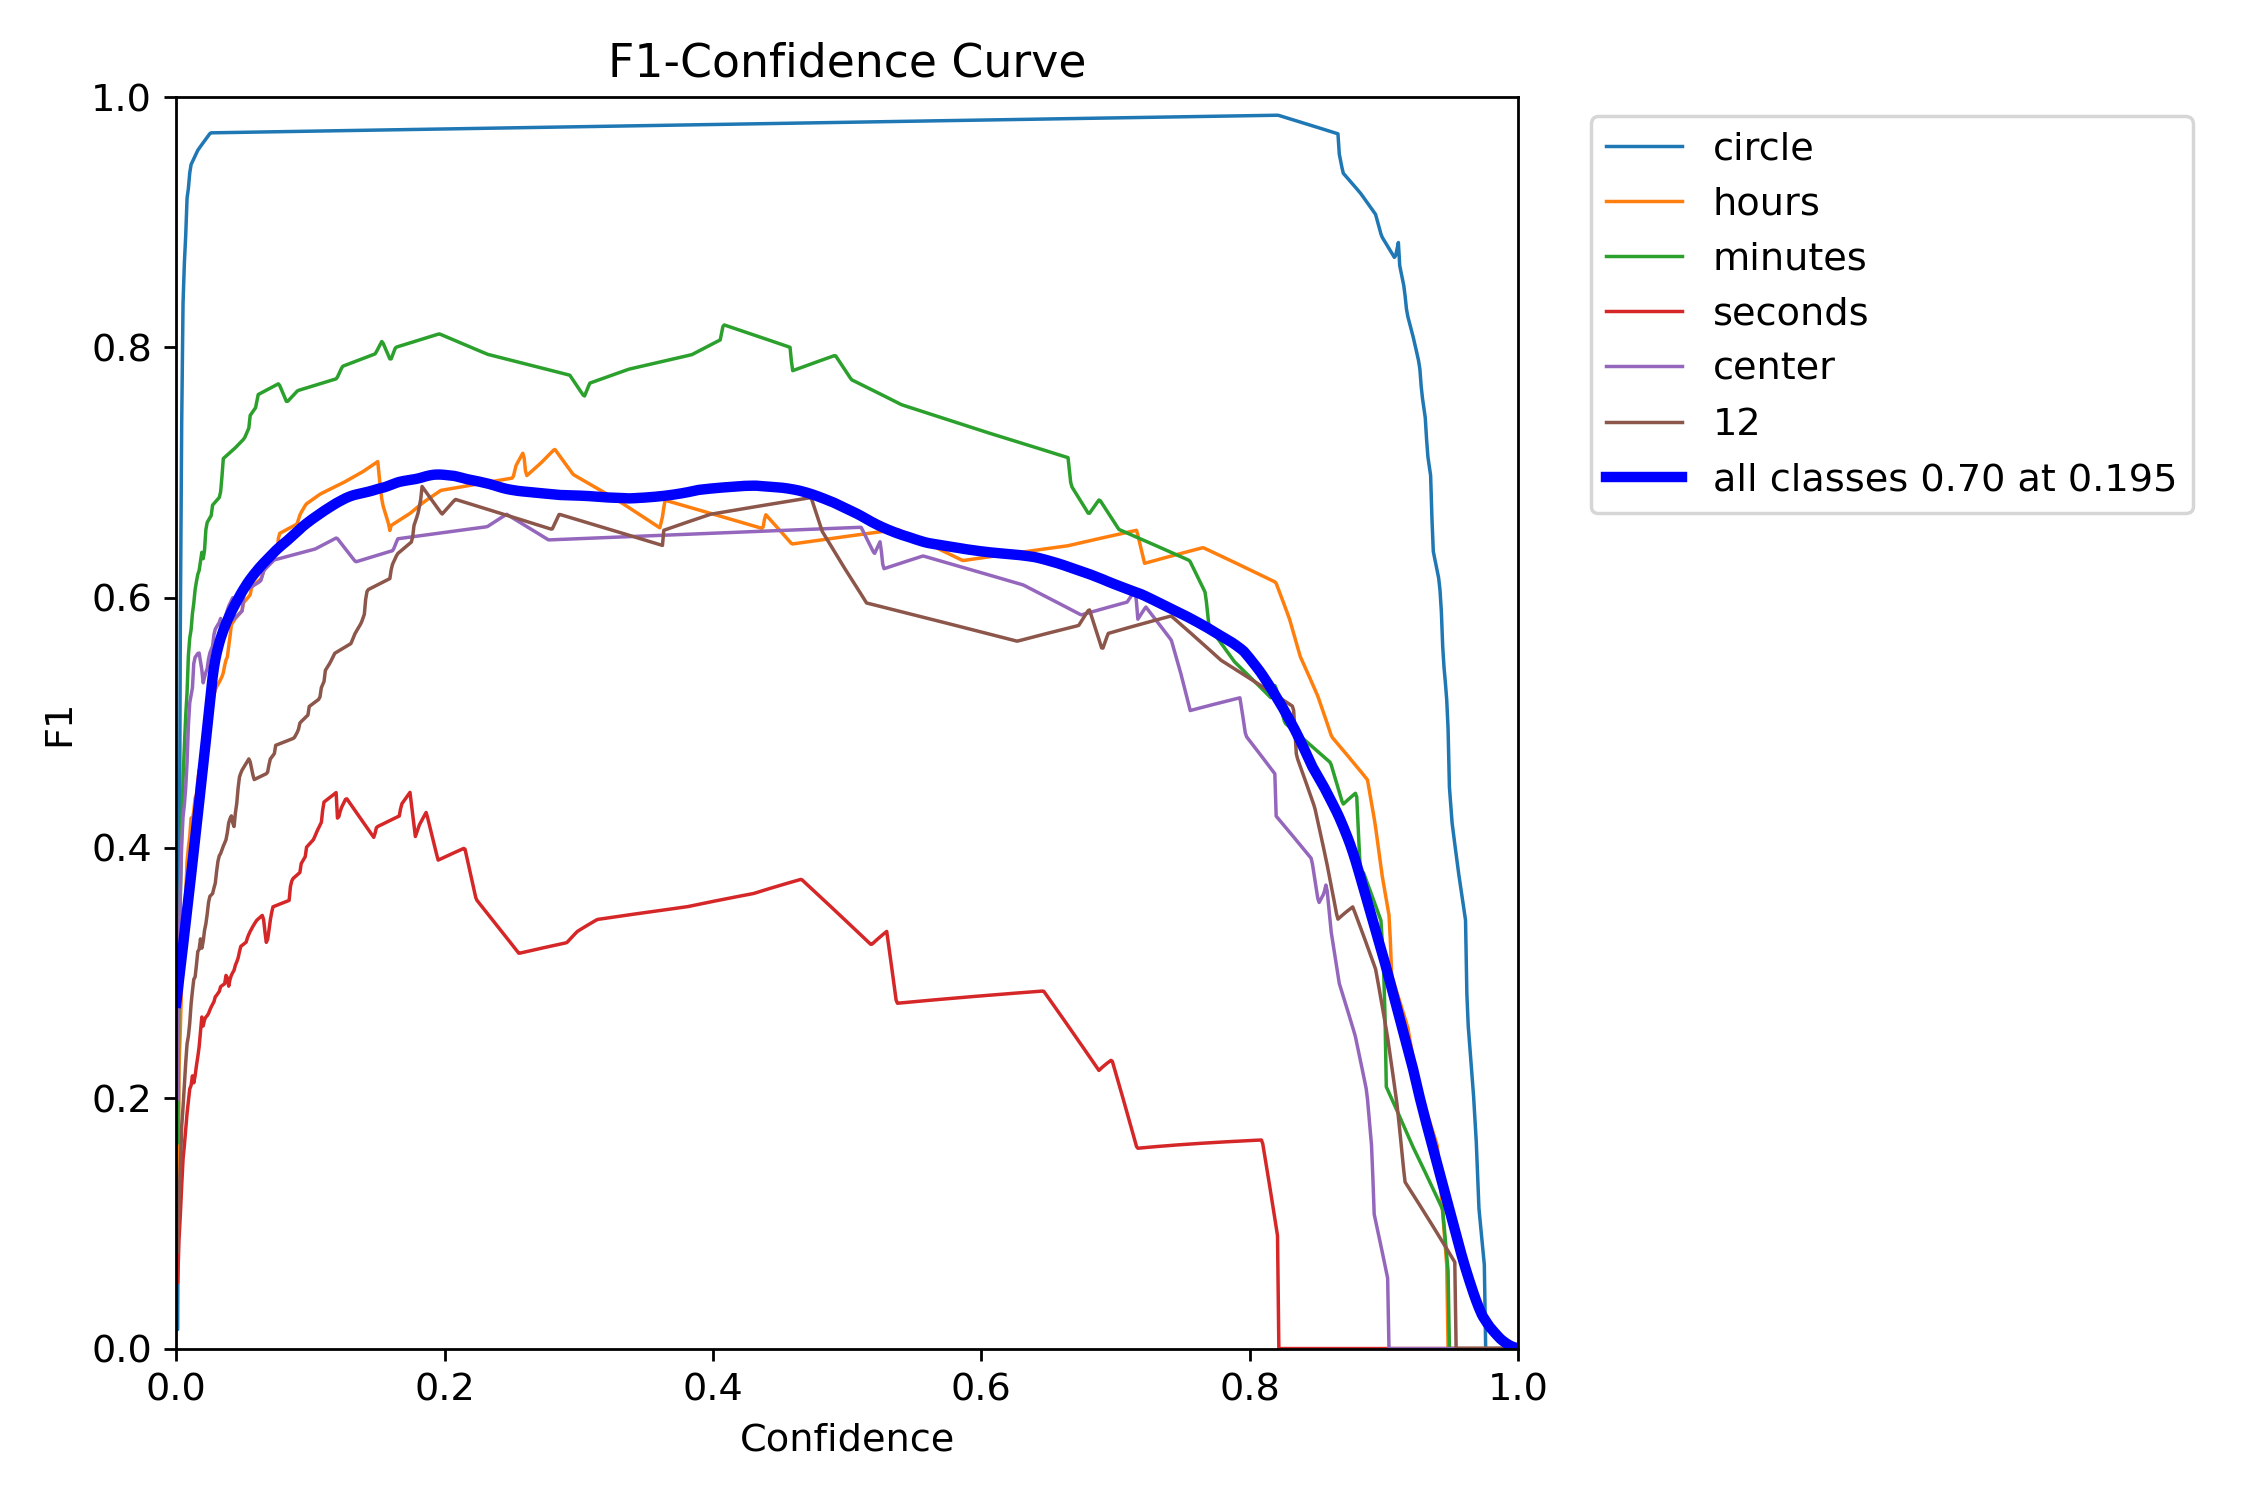 F1-Confidence Curve
1.0
0.8
0.6
0.4
0.2
0.0
F1
0.0 0.2 0.4 0.6 0.8 1.0
Confidence
circle
hours
minutes
seconds
center
12
all classes 0.70 at 0.195